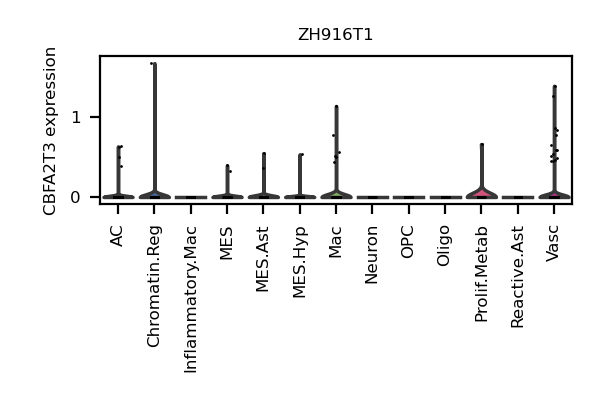 ZH916T1
CBFA2T3 expression
1
0
AC
Chromatin.Reg
Inflammatory.Mac
MES
MES.Ast
MES.Hyp
Mac
Neuron
OPC
Oligo
Prolif.Metab
Reactive.Ast
Vasc